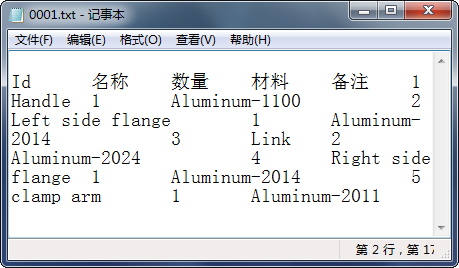 0001.txt - 记事本
文件(F) 编辑(E) 格式(O) 查看(V) 帮助(H)
Id 名称 数量 材料 备注 1
Handle 1 Aluminum-1100 2
Left side flange 1 Aluminum-
2014 3 Link 2
Aluminum-2024 4 Right side
flange 1 Aluminum-2014 5
clamp arm 1 Aluminum-2011
第 2 行，第 17